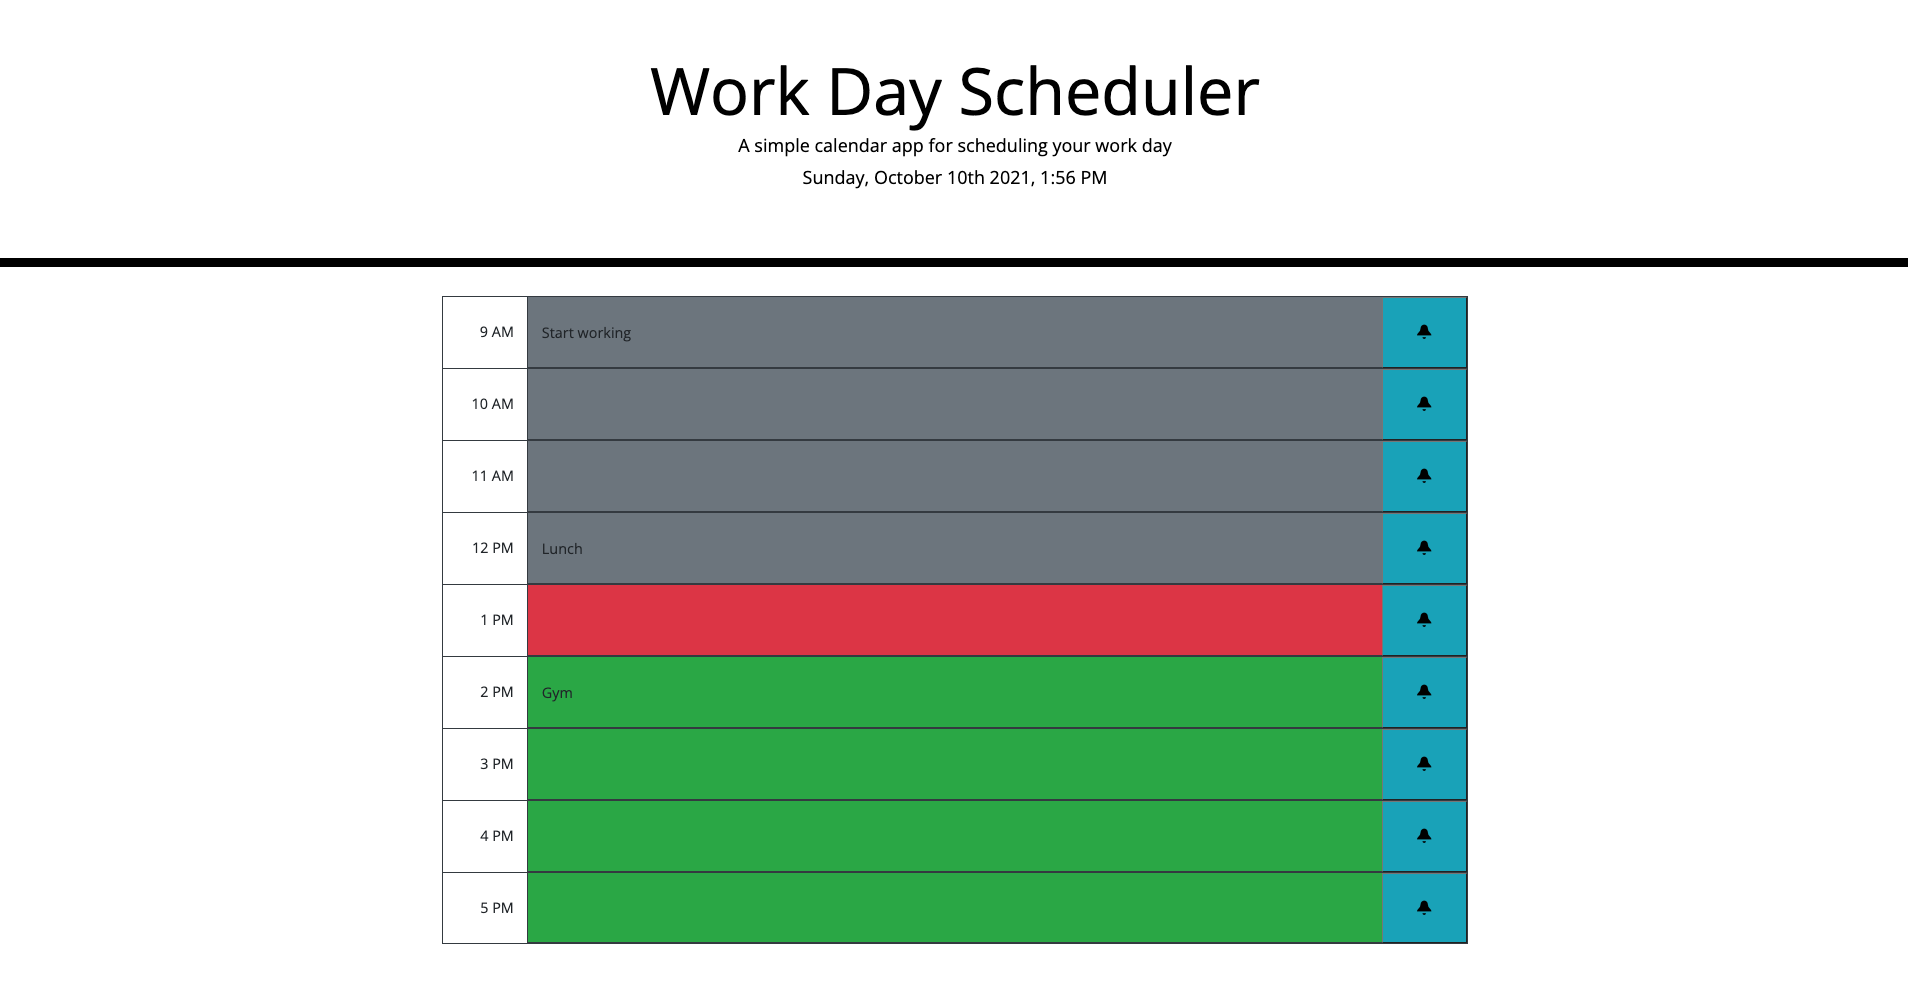 Work Day Scheduler
A simple calendar app for scheduling your work day
Sunday, October 10th 2021, 1:56 PM
9 AM Start working
10 AM
11 AM
12 PM Lunch
1 PM
2 PM Gym
3 PM
4 PM
5 PM